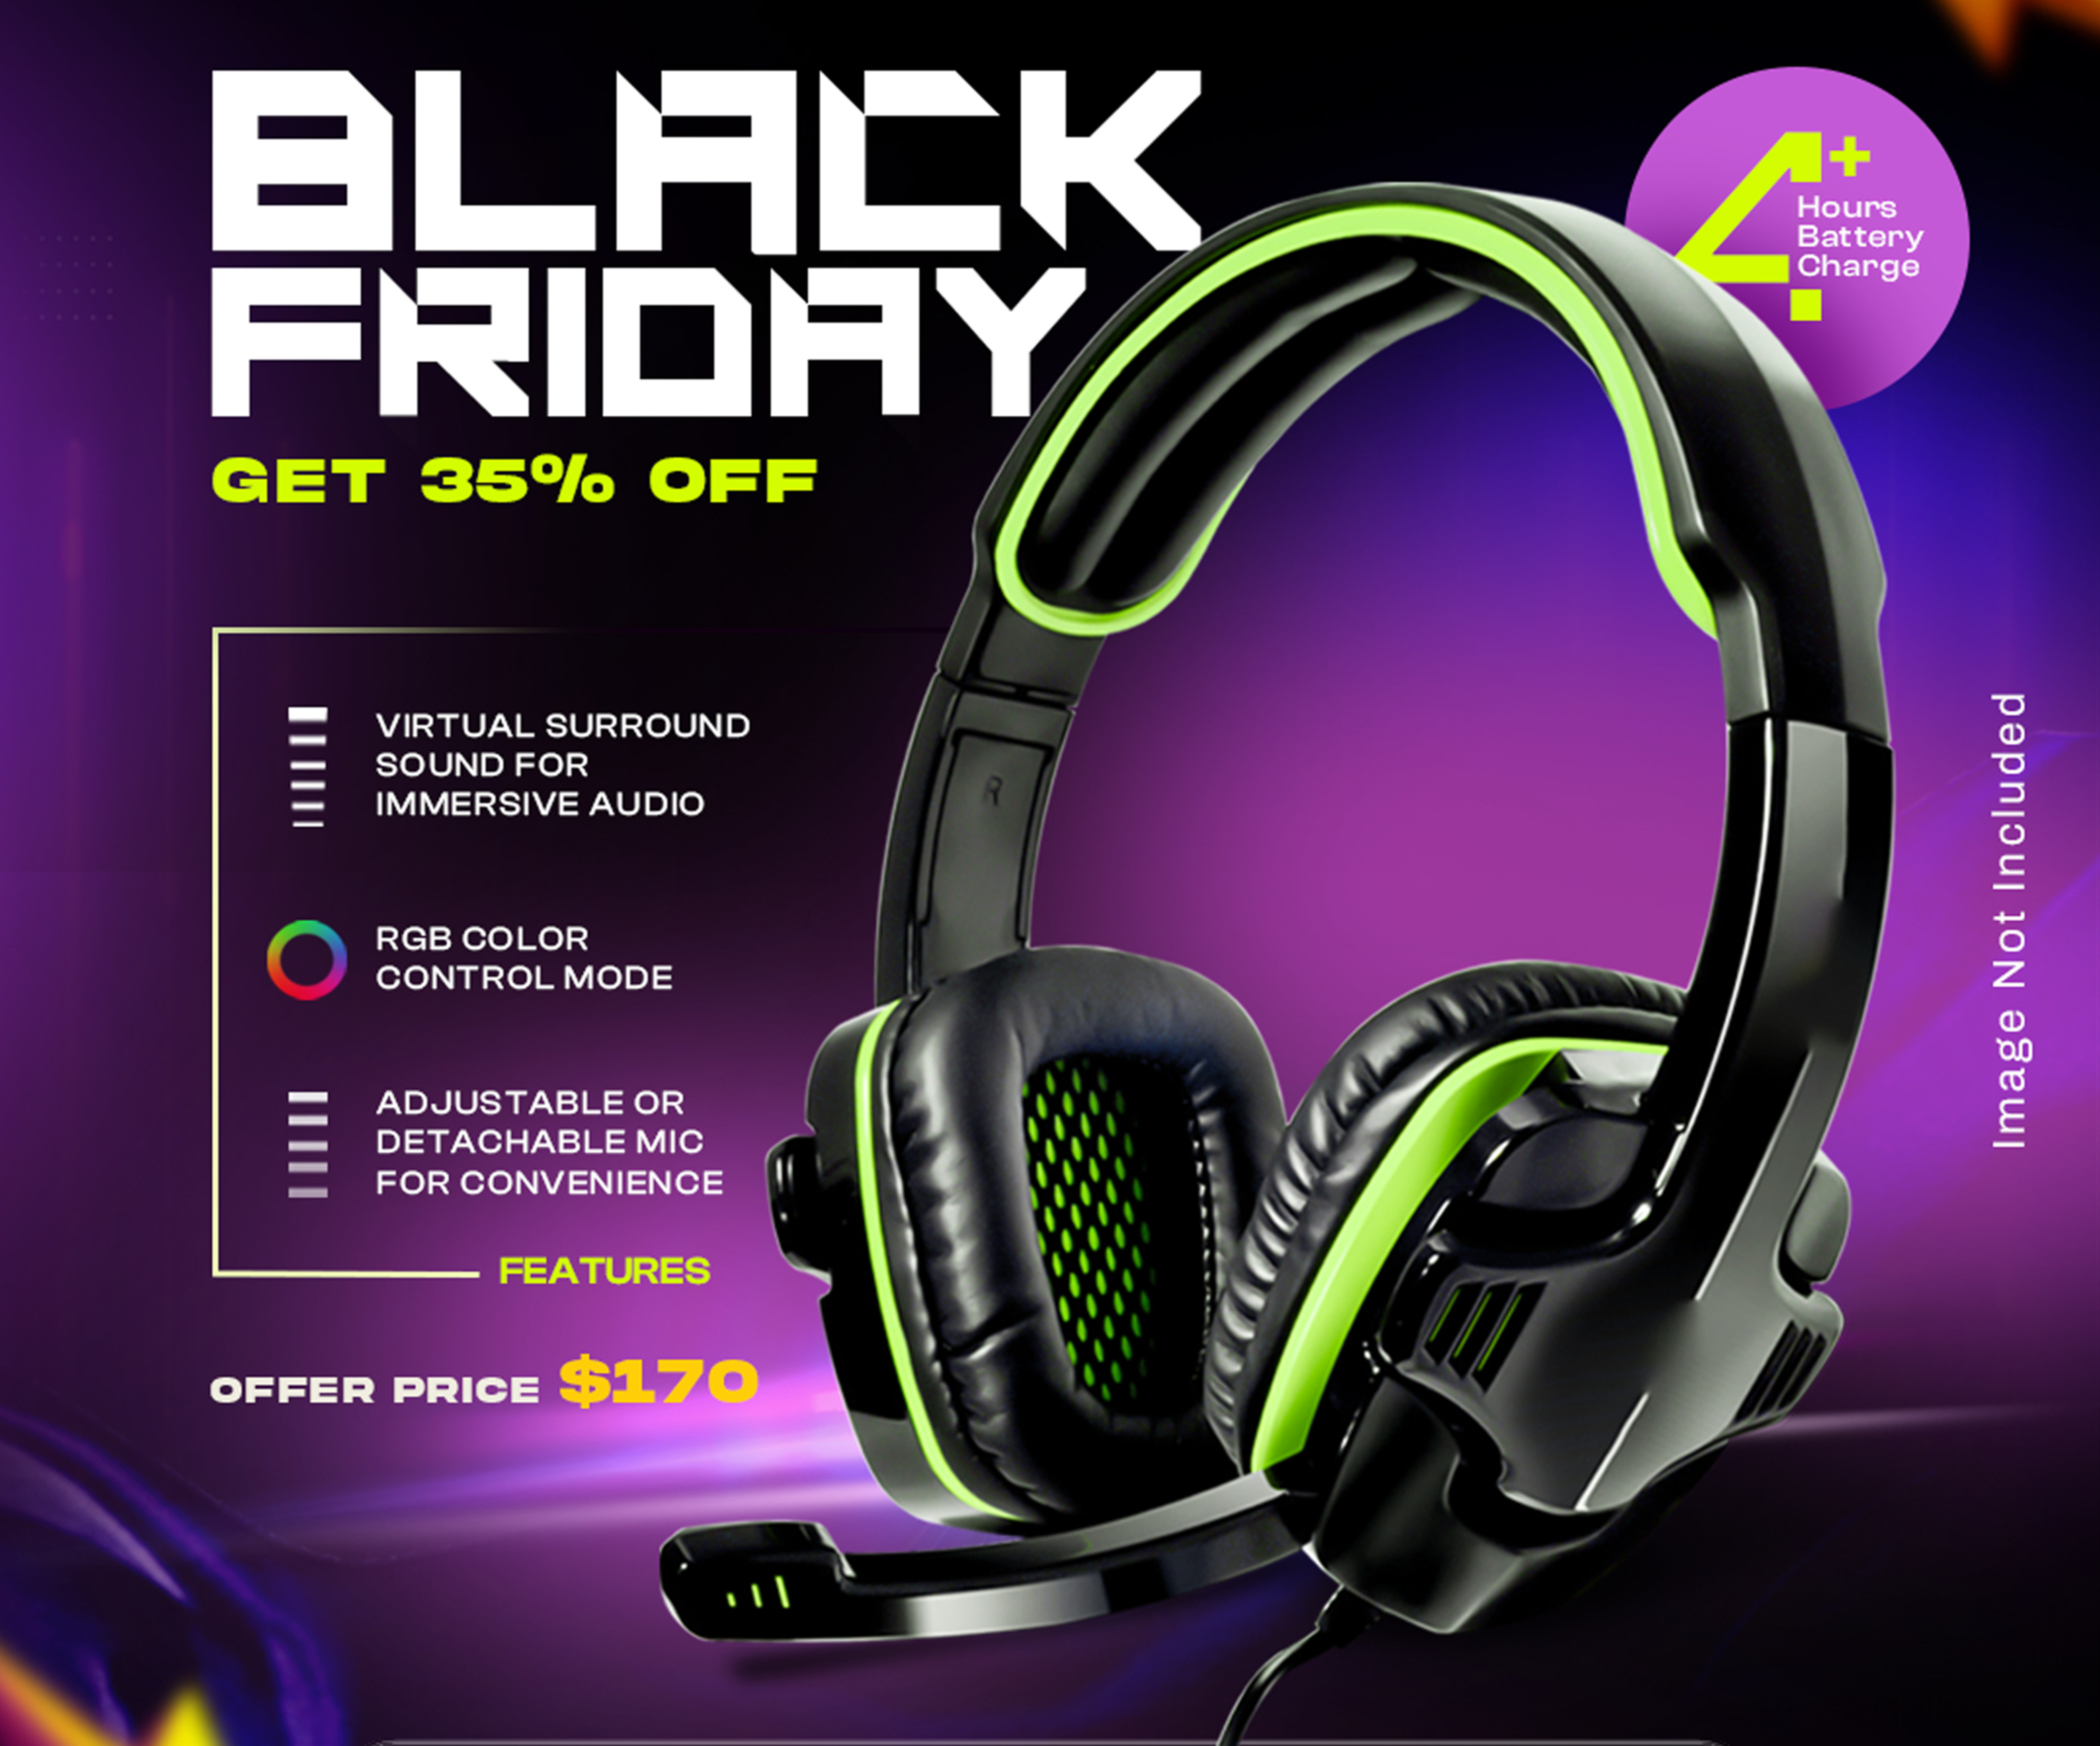 BLACK
FRIDAY
GET 35% OFF
4+
Hours
Battery
Charge
VIRTUAL SURROUND
SOUND FOR
IMMERSIVE AUDIO
RGB COLOR
CONTROL MODE
ADJUSTABLE OR
DETACHABLE MIC
FOR CONVENIENCE
FEATURES
OFFER PRICE $170
R
Image Not Included